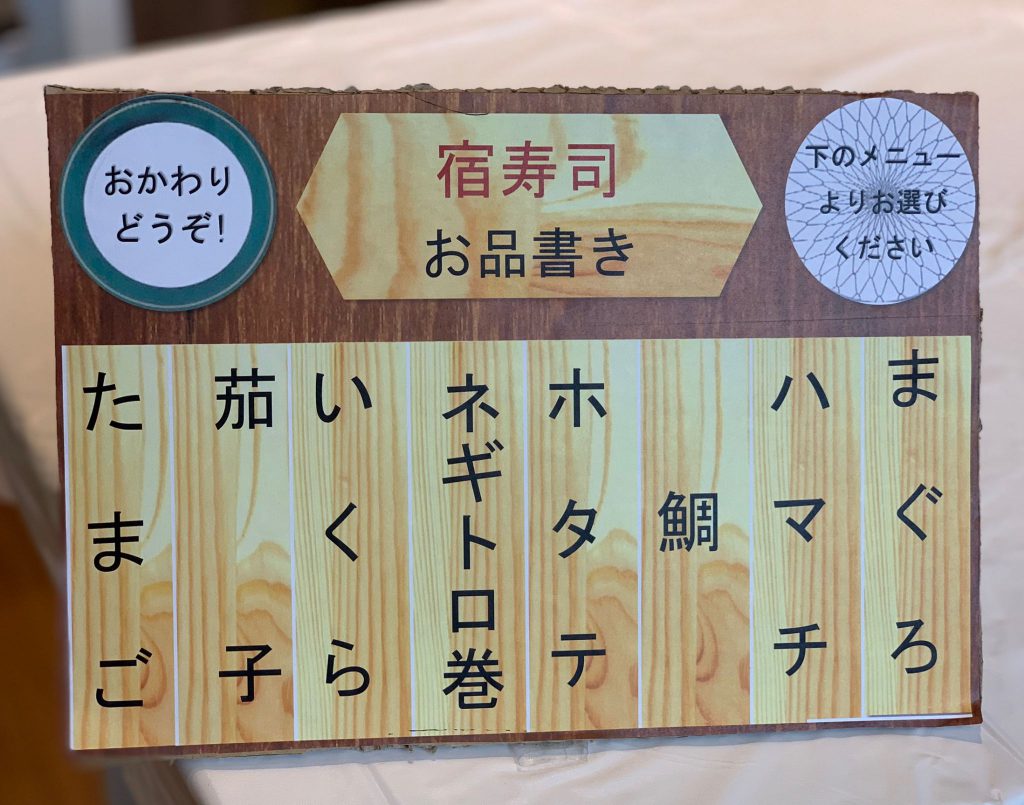 おかわり
どうぞ!
宿寿司
お品書き
下のメニュー
よりお選び
ください
まぐろ
ハマチ
鯛
ホタテ
ネギトロ巻
いくら
茄子
たまご